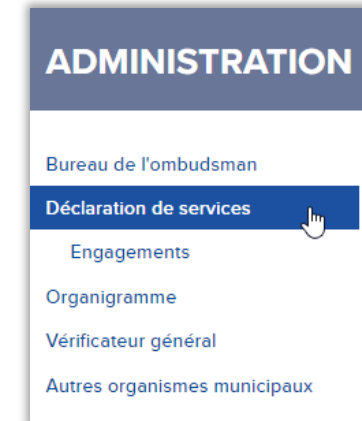 ADMINISTRATION
Bureau de l'ombudsman
Déclaration de services
Engagements
Organigramme
Vérificateur général
Autres organismes municipaux